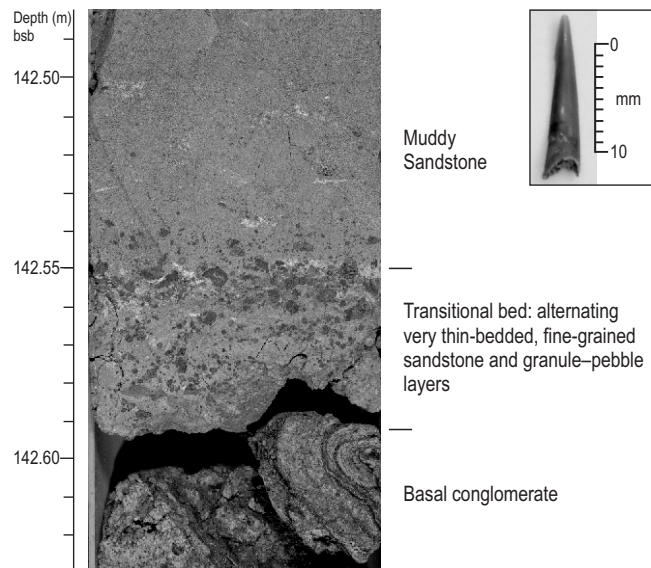 Depth (m)
bsb
142.50
142.55
142.60
Muddy
Sandstone
Transitional bed: alternating
very thin-bedded, fine-grained
sandstone and granule–pebble
layers
Basal conglomerate
0
mm
10